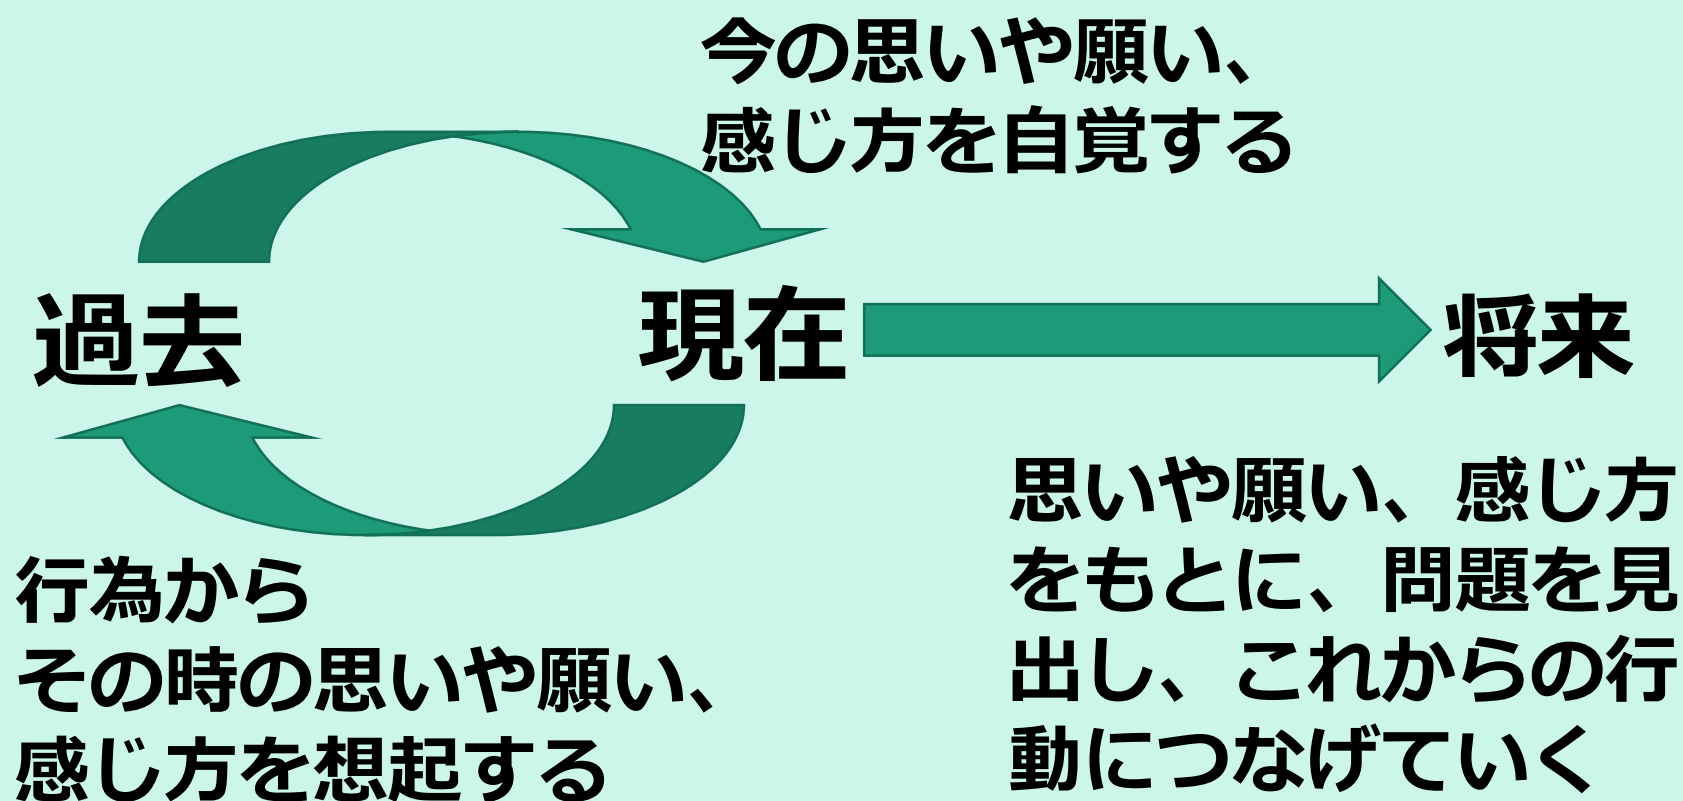 今の思いや願い、
感じ方を自覚する
過去
現在
将来
行為から
その時の思いや願い、
感じ方を想起する
思いや願い、感じ方
をもとに、問題を見
出し、これからの行
動につなげていく